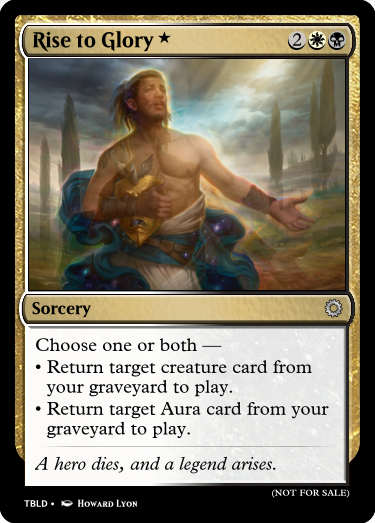 Rise to Glory ★ 2
Sorcery
Choose one or both —
• Return target creature card from
your graveyard to play.
• Return target Aura card from your
graveyard to play.
A hero dies, and a legend arises.
(NOT FOR SALE)
TBLD • Howard Lyon